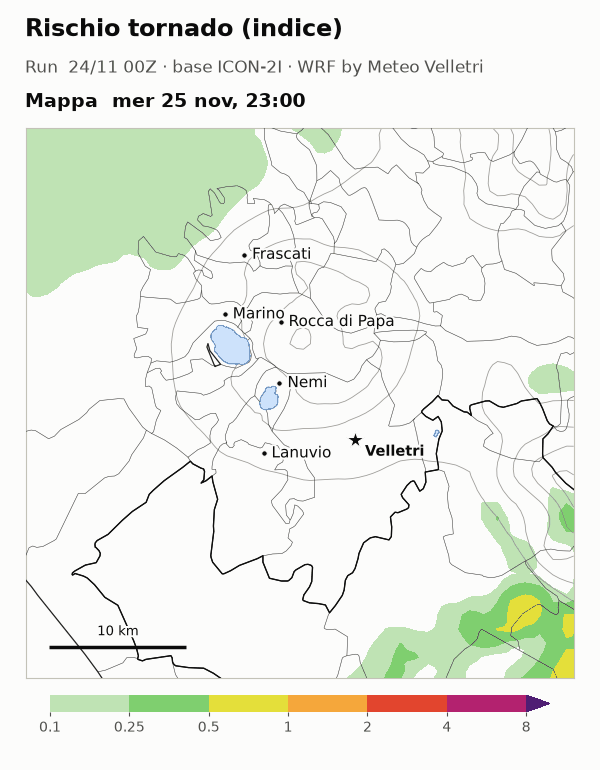 Rischio tornado (indice)
Run  24/11 00Z · base ICON-2I · WRF by Meteo Velletri
Mappa  mer 25 nov, 23:00
Frascati
Marino
Rocca di Papa
Nemi
Velletri
Lanuvio
10 km
0.1 0.25 0.5 1 2 4 8